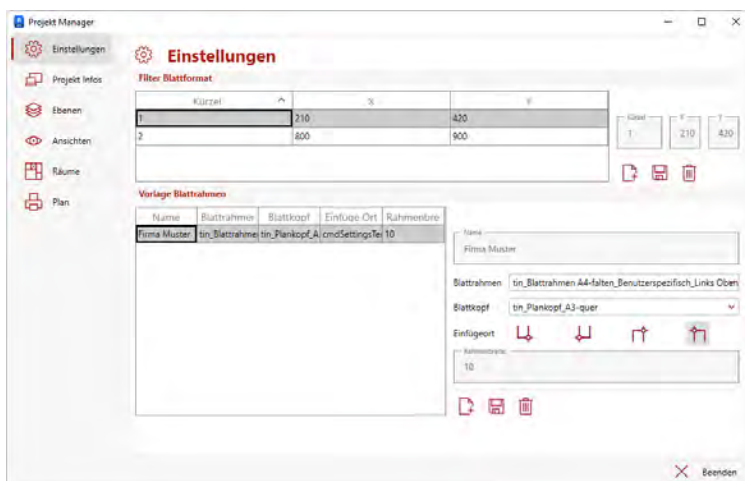 Projekt Manager
Einstellungen
Projekt Infos
Ebenen
Ansichten
Räume
Plan
Einstellungen
Filter Blattformat
Kürzel X Y
1 210 420
2 800 900
Kürzel X Y
1 210 420
Vorlage Blattrahmen
Name Blattrahmer Blattkopf Einfüge Ort Rahmenbre
Firma Muster tin_Blattrahme tin_Plankopf_A cmdSettingsTe 10
Name
Firma Muster
Blattrahmen tin_Blattrahmen A4-falten_Benutzerspezifisch_Links Oben
Blattkopf tin_Plankopf_A3-quer
Einfügeort
10
Beenden